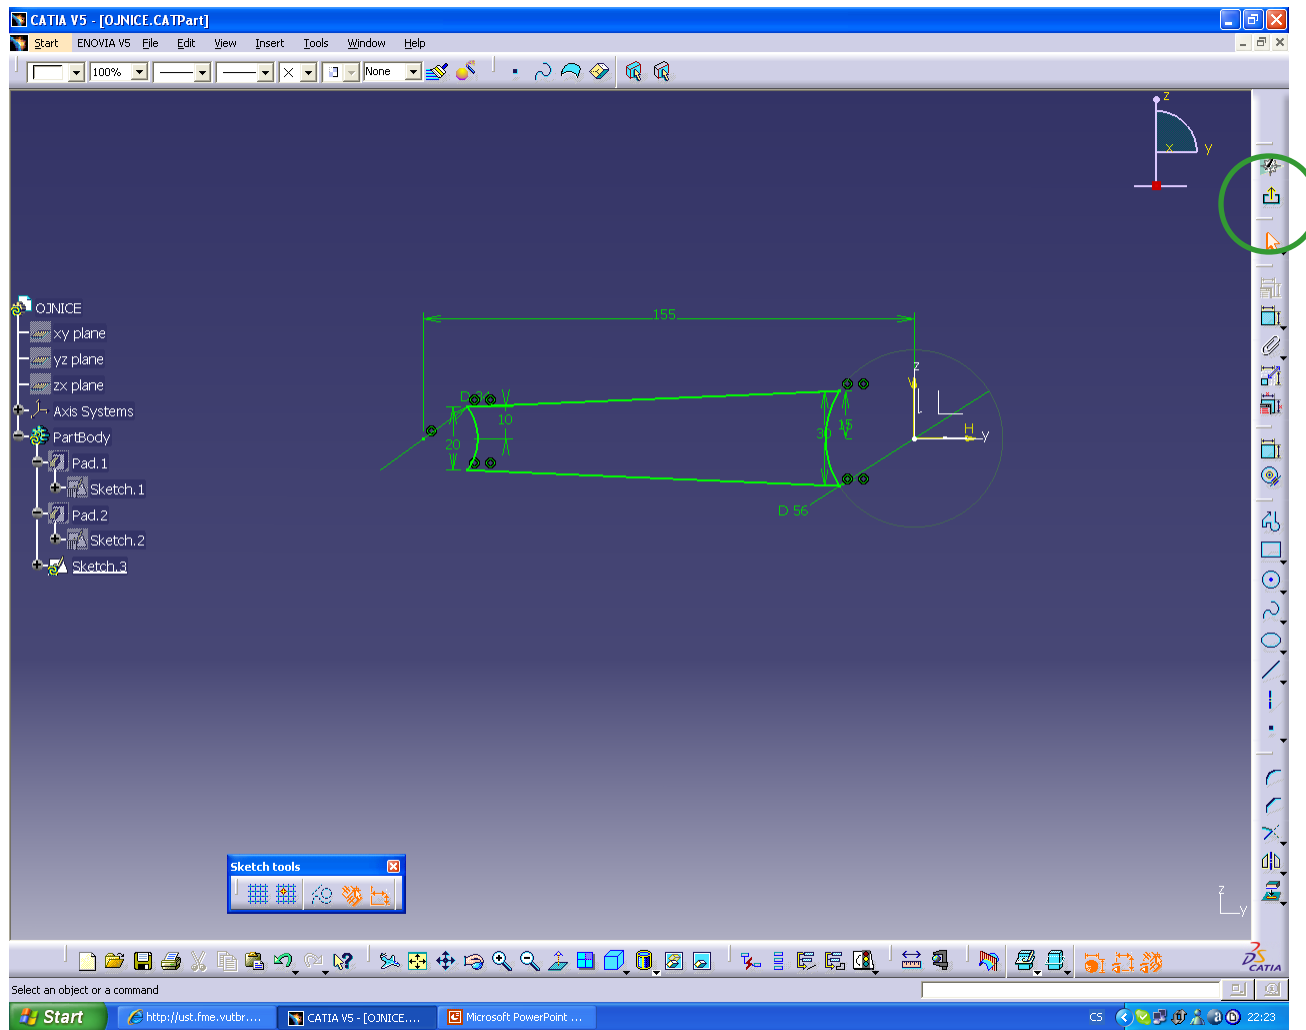 CATIA V5 - [OJNICE.CATPart]
Start ENOVIA V5 File Edit View Insert Tools Window Help
100% None
z
x y
155
OJNICE
xy plane
yz plane
zx plane
Axis Systems
PartBody
Pad.1
Sketch.1
Pad.2
Sketch.2
Sketch.3
10
20
15
30
z
V
H
y
D 56
Sketch tools
z
y
CATIA
Select an object or a command
Start http://ust.fme.vutbr.... CATIA V5 - [OJNICE.... Microsoft PowerPoint ... CS 22:23